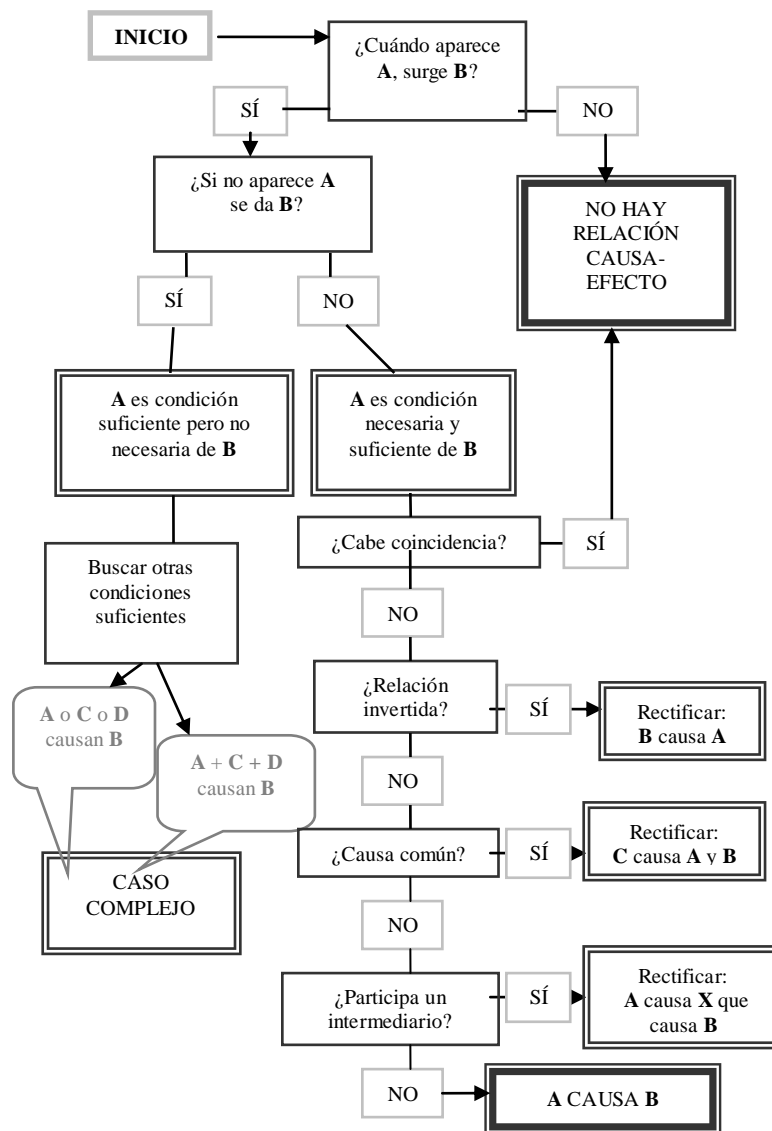 INICIO
¿Cuándo aparece
A, surge B?
SÍ
NO
¿Si no aparece A
se da B?
NO HAY
RELACIÓN
CAUSA-
EFECTO
SÍ
NO
A es condición
suficiente pero no
necesaria de B
A es condición
necesaria y
suficiente de B
¿Cabe coincidencia?
SÍ
Buscar otras
condiciones
suficientes
NO
¿Relación
invertida?
SÍ
Rectificar:
B causa A
A o C o D
causan B
A + C + D
causan B
NO
¿Causa común?
SÍ
Rectificar:
C causa A y B
CASO
COMPLEJO
NO
¿Participa un
intermediario?
SÍ
Rectificar:
A causa X que
causa B
NO
A CAUSA B